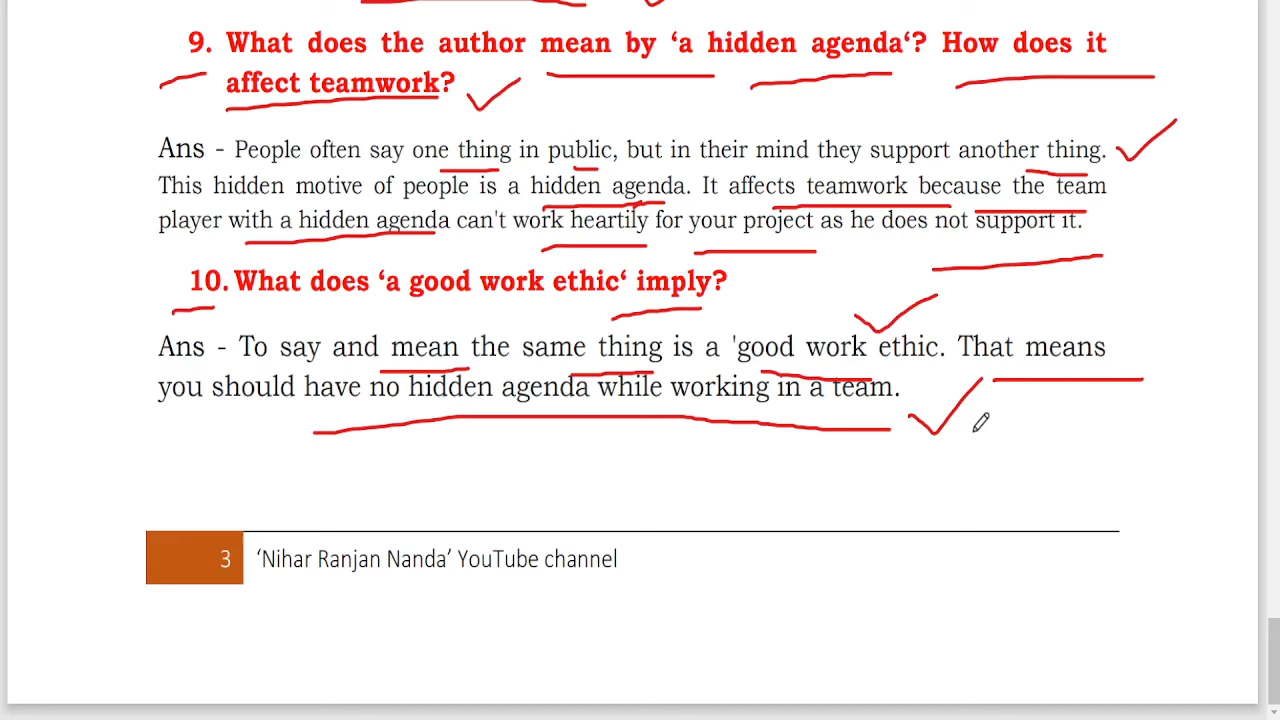 9. What does the author mean by ‘a hidden agenda‘? How does it
affect teamwork?
Ans - People often say one thing in public, but in their mind they support another thing.
This hidden motive of people is a hidden agenda. It affects teamwork because the team
player with a hidden agenda can't work heartily for your project as he does not support it.
10. What does ‘a good work ethic‘ imply?
Ans - To say and mean the same thing is a 'good work ethic. That means
you should have no hidden agenda while working in a team.
3 ‘Nihar Ranjan Nanda’ YouTube channel